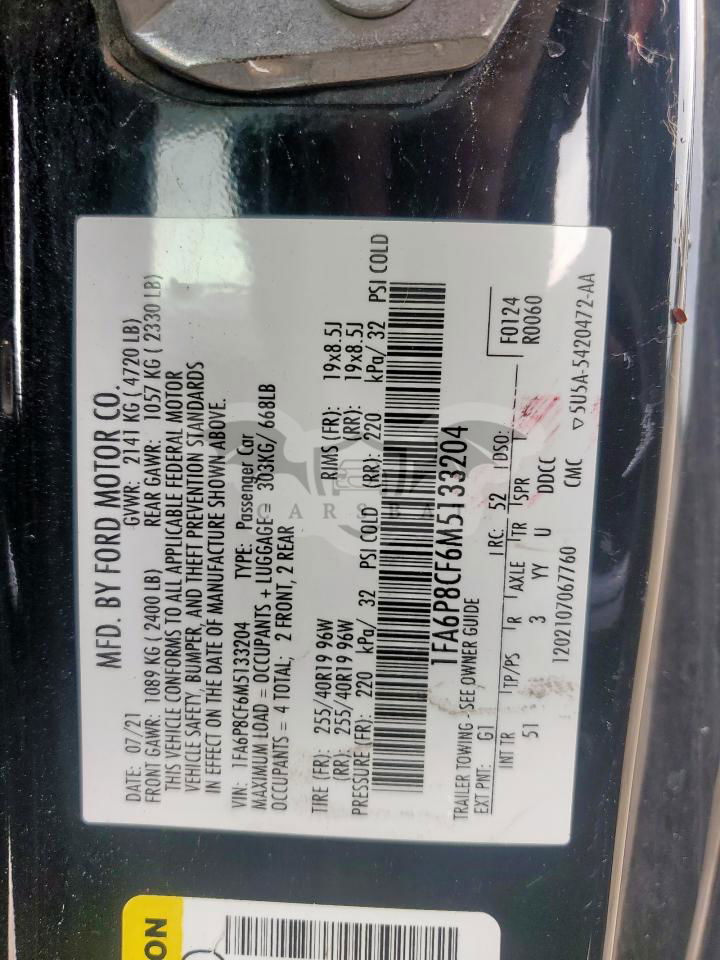 MFD. BY FORD MOTOR CO.
DATE: 07/21 GVWR: 2141 KG ( 4720 LB)
FRONT GAWR: 1089 KG (2400 LB) REAR GAWR: 1057 KG ( 2330 LB)
THIS VEHICLE CONFORMS TO ALL APPLICABLE FEDERAL MOTOR
VEHICLE SAFETY, BUMPER, AND THEFT PREVENTION STANDARDS
IN EFFECT ON THE DATE OF MANUFACTURE SHOWN ABOVE.
VIN: 1FA6P8CF6M5133204 TYPE: Passenger Car
MAXIMUM LOAD = OCCUPANTS + LUGGAGE = 303KG/ 668LB
OCCUPANTS = 4 TOTAL; 2 FRONT, 2 REAR
TIRE (FR): 255/40R19 96W RIMS (FR): 19x8.5J
(RR): 255/40R19 96W (RR): 19x8.5J
PRESSURE (FR): 220 kPa/ 32 PSI COLD (RR): 220 kPa/ 32 PSI COLD
1FA6P8CF6M5133204
TRAILER TOWING - SEE OWNER GUIDE
EXT PNT: G1 RC: 52 DSO: F0124
R0060
INT TR TP/PS R AXLE TR SPR
51 3 YY U DDCC
1202107067760 CMC ▽5U5A-5420472-AA
CARSBA
ON